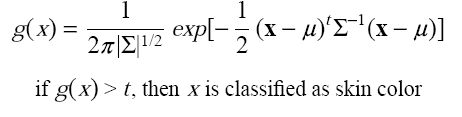 g(x) = 1 / 2π|Σ|^{1/2} exp[− 1/2 (x − μ)^t Σ^{−1} (x − μ)]
if g(x) > t, then x is classified as skin color